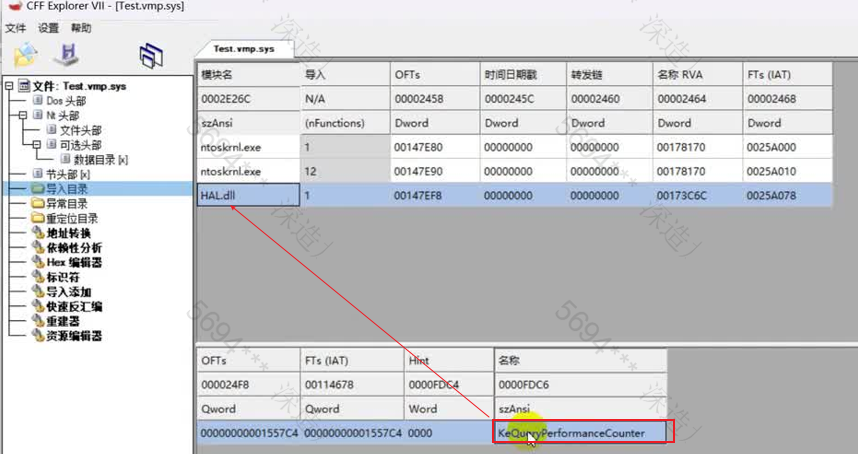 CFF Explorer VII - [Test.vmp.sys]
文件 设置 帮助
Test.vmp.sys
文件: Test.vmp.sys
Dos 头部
Nt 头部
文件头部
可选头部
数据目录 [x]
节头部 [x]
导入目录
异常目录
重定位目录
地址转换
依赖性分析
Hex 编辑器
标识符
导入添加
快速反汇编
重建器
资源编辑器
模块名 导入 OFTs 时间日期戳 转发链 名称 RVA FTs (IAT)
0002E26C N/A 00002458 0000245C 00002460 00002464 00002468
szAnsi (nFunctions) Dword Dword Dword Dword Dword
ntoskrnl.exe 1 00147E80 00000000 00000000 00178170 0025A000
ntoskrnl.exe 12 00147E90 00000000 00000000 00178170 0025A010
HAL.dll 1 00147EF8 00000000 00000000 00173C6C 0025A078
OFTs FTs (IAT) Hint 名称
000024F8 00114678 0000FDC4 0000FDC6
Qword Qword Word szAnsi
00000000001557C4 00000000001557C4 0000 KeQueryPerformanceCounter
5694***
5694***
5694***
5694***